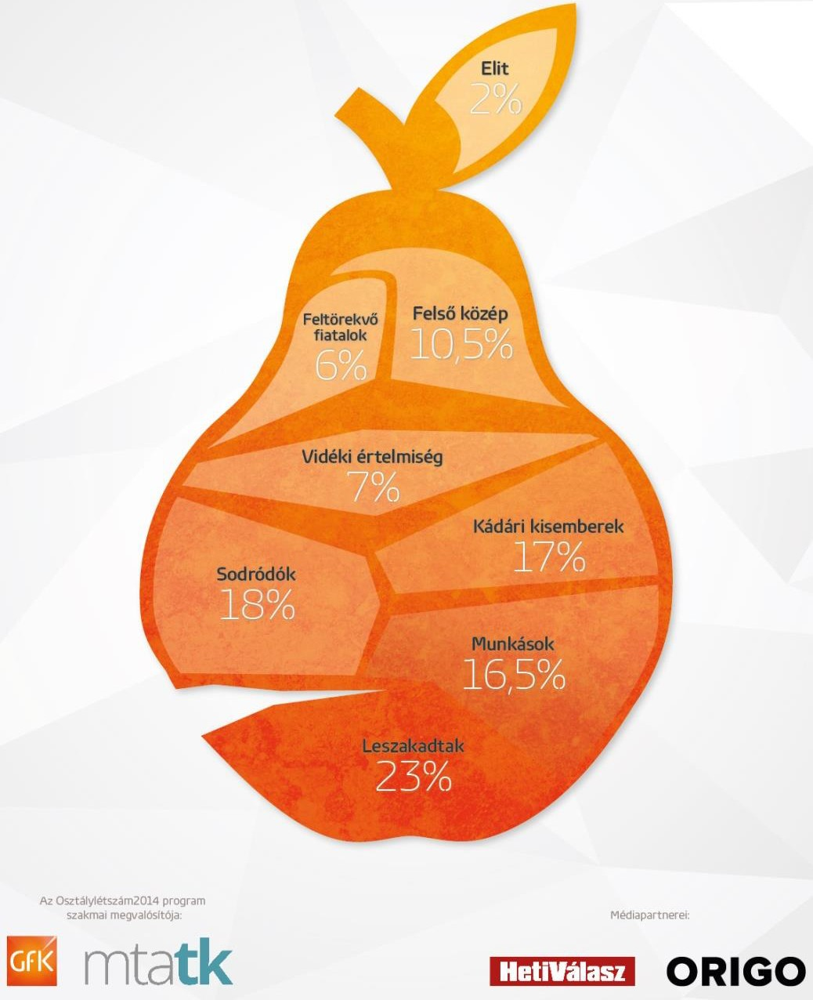 Elit
2%
Feltörekvő
fiatalok
6%
Felső közép
10,5%
Vidéki értelmiség
7%
Kádári kisemberek
17%
Sodródók
18%
Munkások
16,5%
Leszakadtak
23%
Az Osztálylétszám2014 program
szakmai megvalósítója:
Médiapartnerei:
GfK
mtatk
HetiVálasz
ORIGO